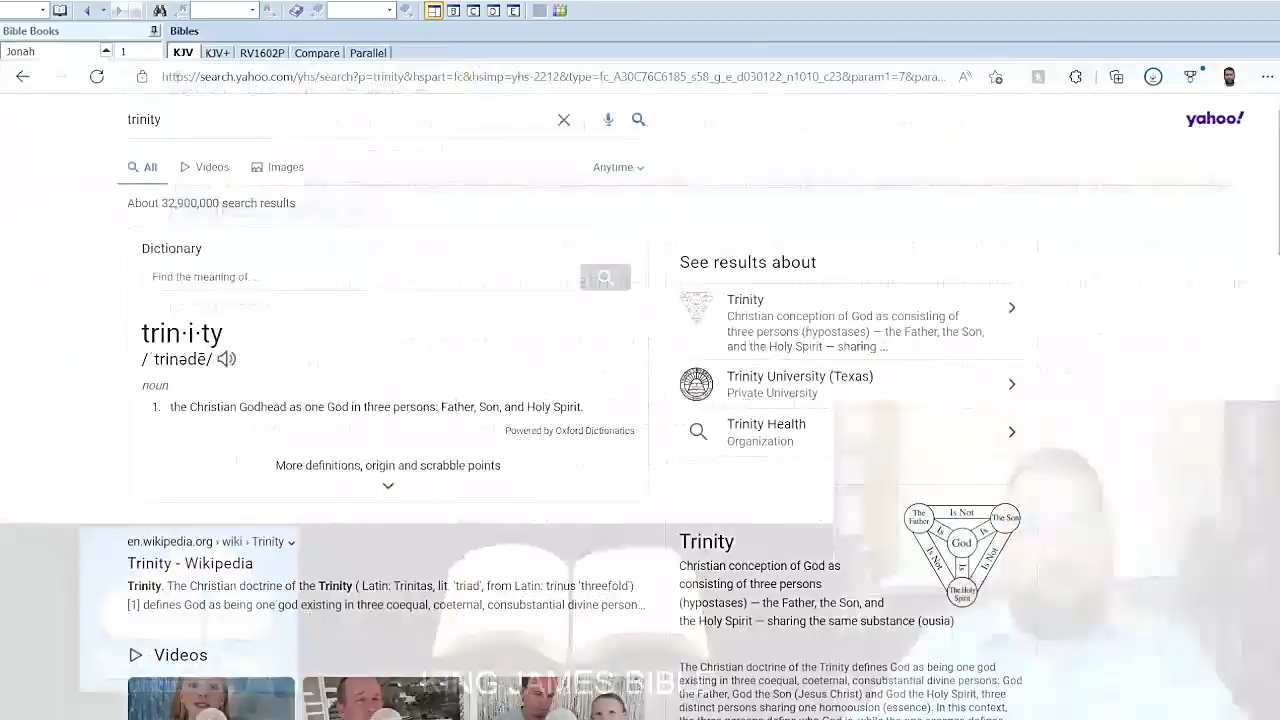 B C D E
Bible Books
Bibles
Jonah
1
KJV KJV+ RV1602P Compare Parallel
https://search.yahoo.com/yhs/search?p=trinity&hspart=fc&hsimp=yhs-2212&type=fc_A30C76C6185_s58_g_e_d030122_n1010_c23&param1=7&para...
trinity
yahoo!
All Videos Images Anytime
About 32,900,000 search results
Dictionary
Find the meaning of...
trin·i·ty
/ˈtrinədē/
noun
1. the Christian Godhead as one God in three persons: Father, Son, and Holy Spirit.
Powered by Oxford Dictionaries
More definitions, origin and scrabble points
en.wikipedia.org › wiki › Trinity
Trinity - Wikipedia
Trinity. The Christian doctrine of the Trinity ( Latin: Trinitas, lit. 'triad', from Latin: trinus 'threefold')
[1] defines God as being one god existing in three coequal, coeternal, consubstantial divine person...
Videos
See results about
Trinity
Christian conception of God as consisting of
three persons (hypostases) — the Father, the Son,
and the Holy Spirit — sharing ...
Trinity University (Texas)
Private University
Trinity Health
Organization
Trinity
Christian conception of God as
consisting of three persons
(hypostases) — the Father, the Son, and
the Holy Spirit — sharing the same substance (ousia)
The Father
Is Not
The Son
Is
Is
God
Is Not
Is
Is Not
The Holy Spirit
The Christian doctrine of the Trinity defines God as being one god
existing in three coequal, coeternal, consubstantial divine persons: God
the Father, God the Son (Jesus Christ) and God the Holy Spirit, three
distinct persons sharing one homoousion (essence). In this context,
KING JAMES BIB